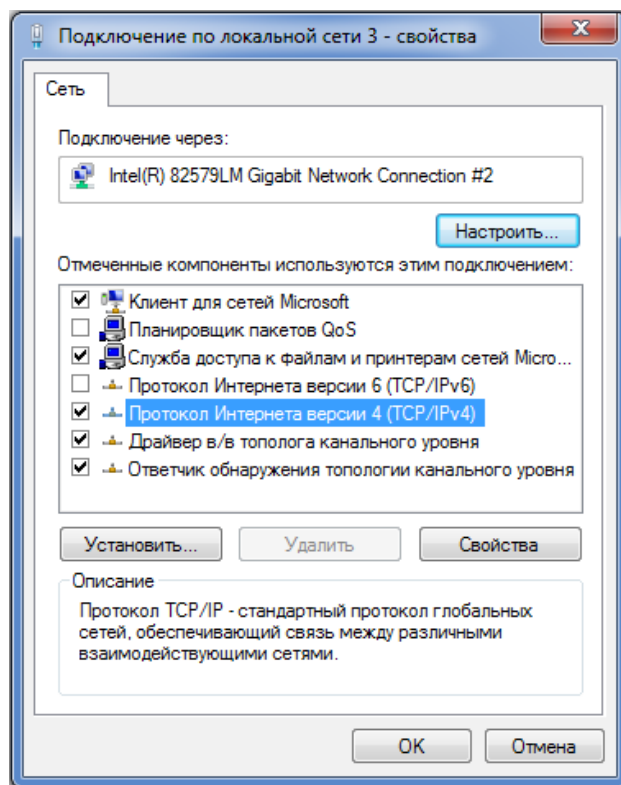 Подключение по локальной сети 3 - свойства
Сеть
Подключение через:
Intel(R) 82579LM Gigabit Network Connection #2
Настроить...
Отмеченные компоненты используются этим подключением:
Клиент для сетей Microsoft
Планировщик пакетов QoS
Служба доступа к файлам и принтерам сетей Micro...
Протокол Интернета версии 6 (TCP/IPv6)
Протокол Интернета версии 4 (TCP/IPv4)
Драйвер в/в тополога канального уровня
Ответчик обнаружения топологии канального уровня
Установить... Удалить Свойства
Описание
Протокол TCP/IP - стандартный протокол глобальных
сетей, обеспечивающий связь между различными
взаимодействующими сетями.
OK Отмена